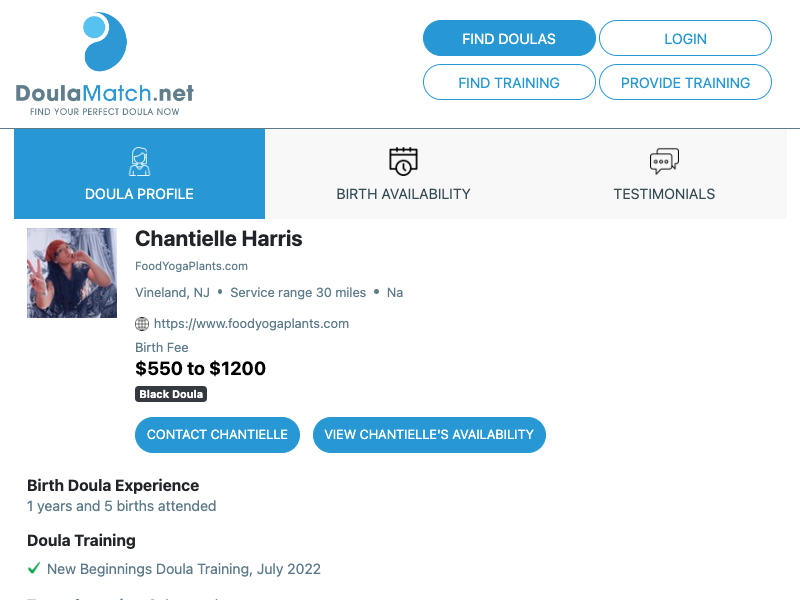 FIND DOULAS
LOGIN
DoulaMatch.net
FIND YOUR PERFECT DOULA NOW
FIND TRAINING
PROVIDE TRAINING
DOULA PROFILE
BIRTH AVAILABILITY
TESTIMONIALS
Chantielle Harris
FoodYogaPlants.com
Vineland, NJ • Service range 30 miles • Na
https://www.foodyogaplants.com
Birth Fee
$550 to $1200
Black Doula
CONTACT CHANTIELLE
VIEW CHANTIELLE'S AVAILABILITY
Birth Doula Experience
1 years and 5 births attended
Doula Training
New Beginnings Doula Training, July 2022